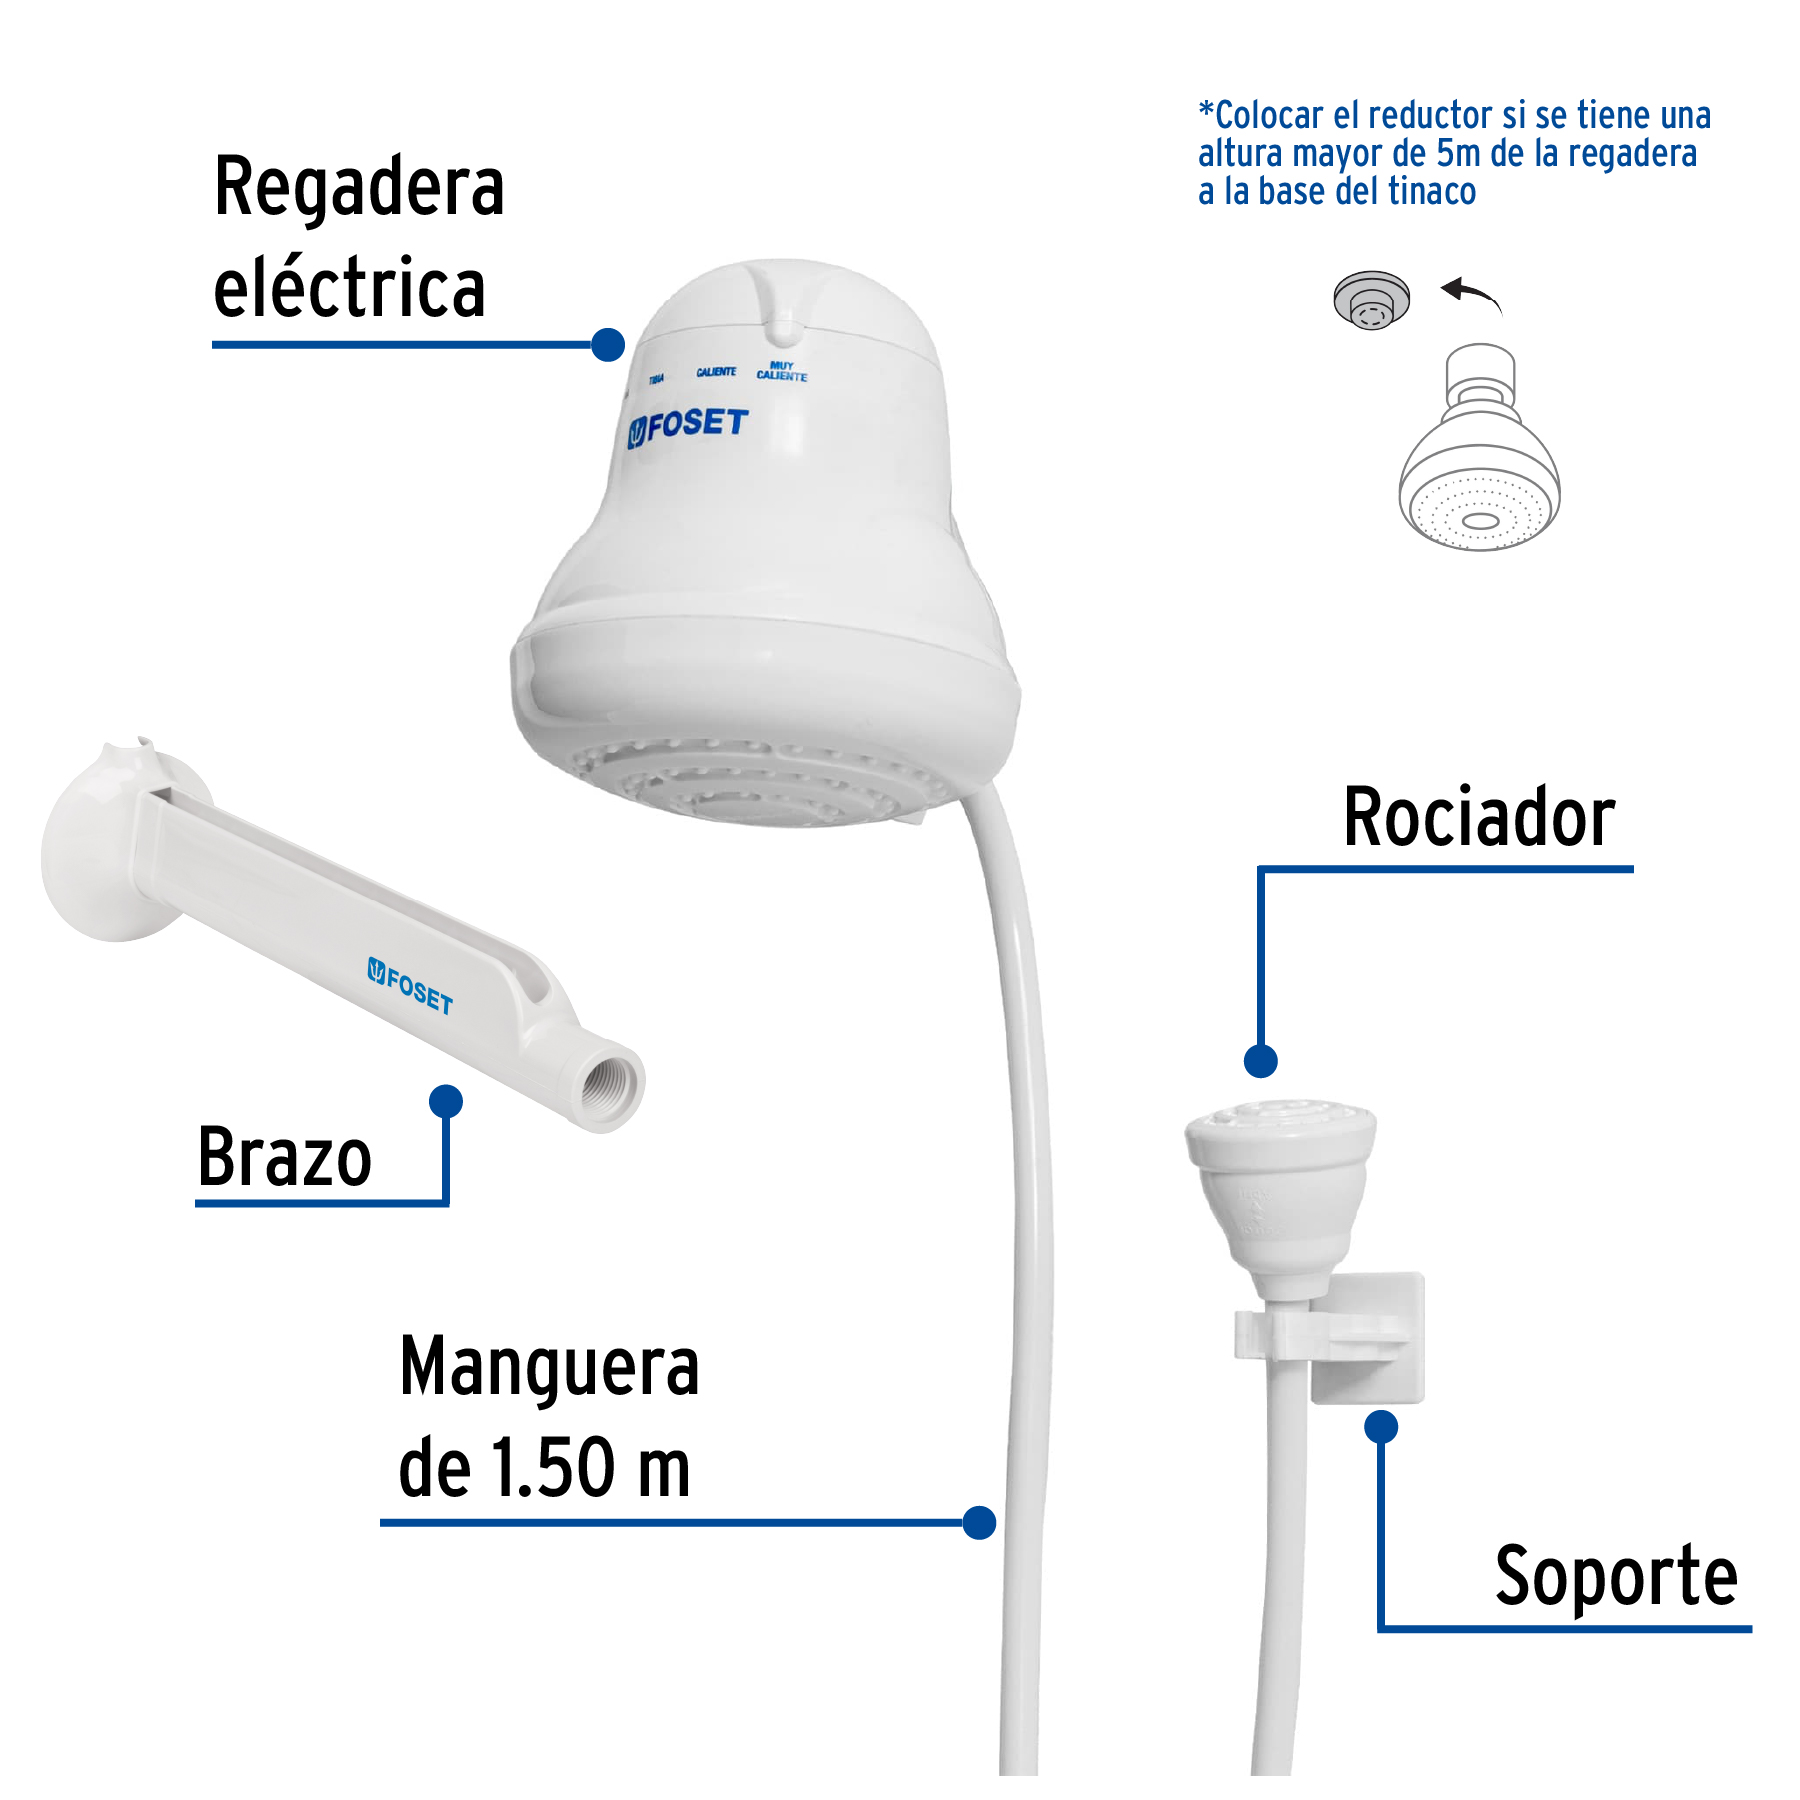 *Colocar el reductor si se tiene una
altura mayor de 5m de la regadera
a la base del tinaco
Regadera
eléctrica
TIBIA
CALIENTE
MUY
CALIENTE
FOSET
Rociador
FOSET
Brazo
Manguera
de 1.50 m
Soporte